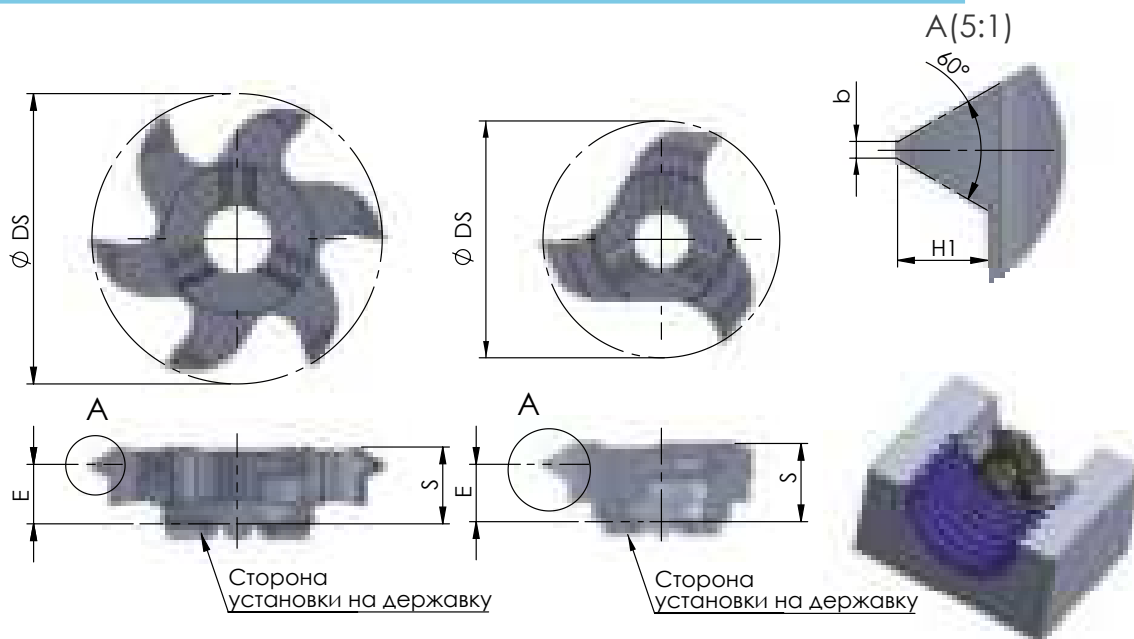 A(5:1)
60°
b
H1
Ø DS
Ø DS
A
A
E
S
E
S
Сторона
установки на державку
Сторона
установки на державку